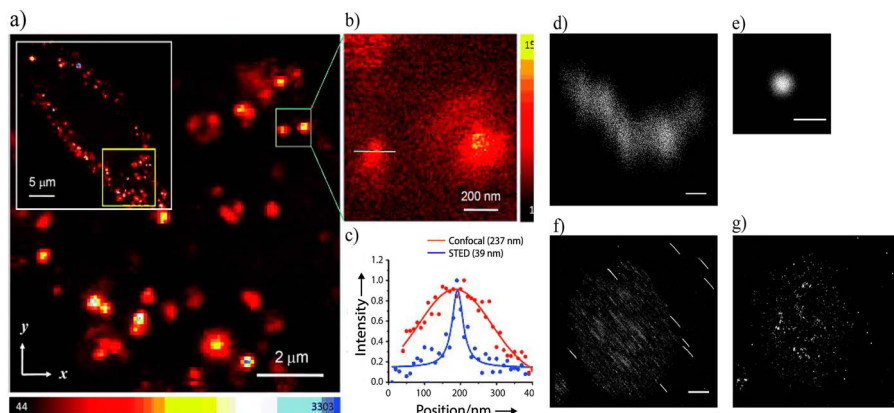 a)
5 μm
y
x
2 μm
44
3303
b)
15
200 nm
1
c)
Confocal (237 nm)
STED (39 nm)
Intensity
1.2
1.0
0.8
0.6
0.4
0.2
0.0
0
100
200
300
40
Position/nm
d)
e)
f)
g)